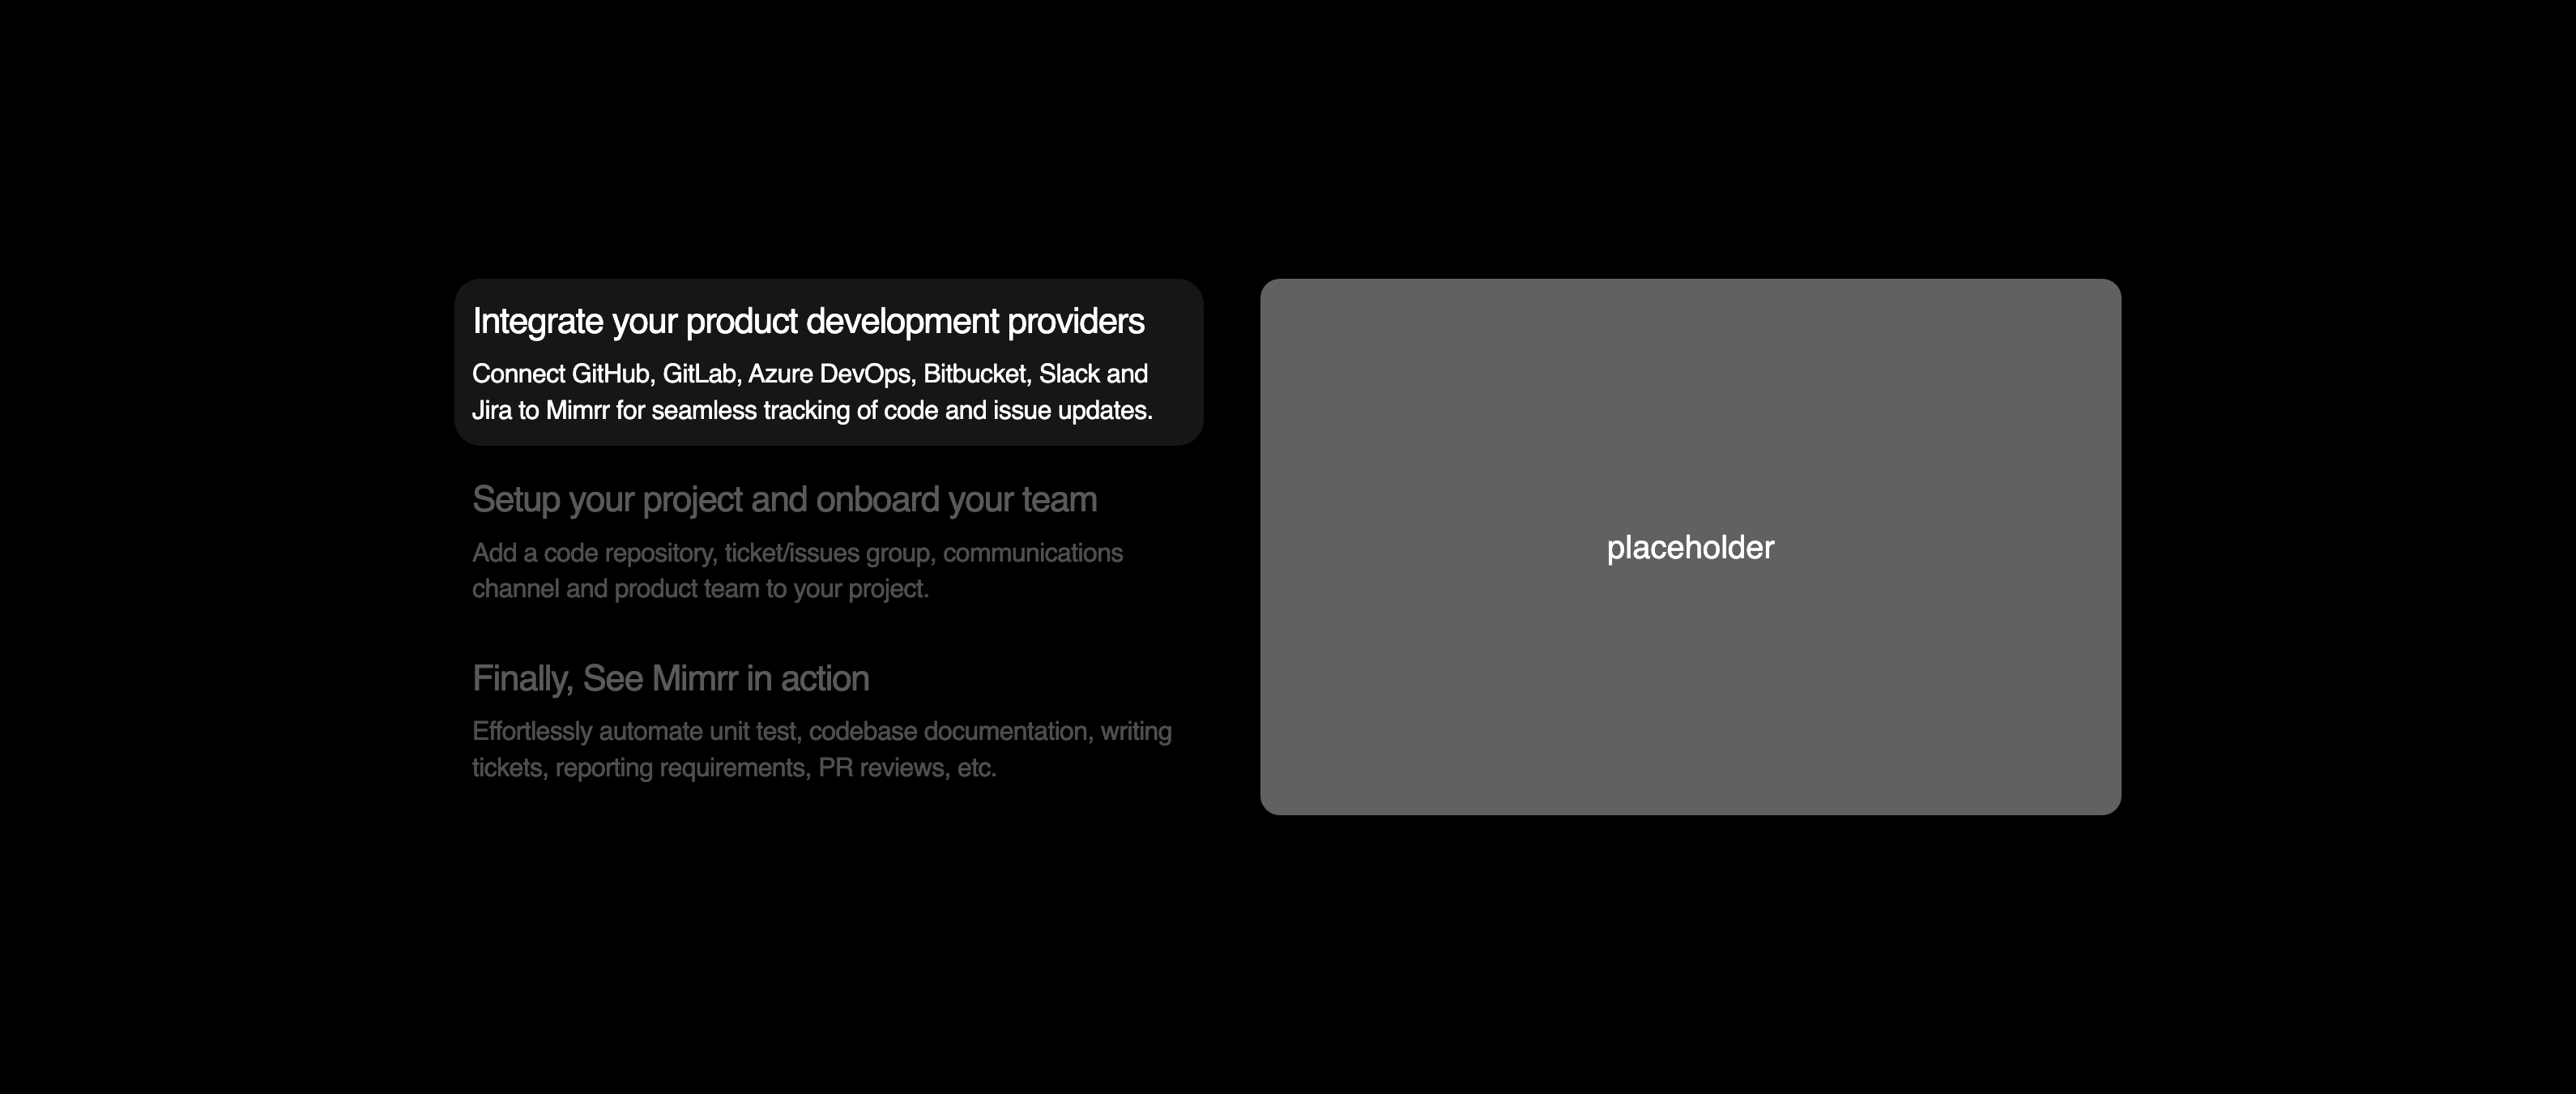 Integrate your product development providers
Connect GitHub, GitLab, Azure DevOps, Bitbucket, Slack and
Jira to Mimrr for seamless tracking of code and issue updates.
Setup your project and onboard your team
Add a code repository, ticket/issues group, communications
channel and product team to your project.
Finally, See Mimrr in action
Effortlessly automate unit test, codebase documentation, writing
tickets, reporting requirements, PR reviews, etc.
placeholder